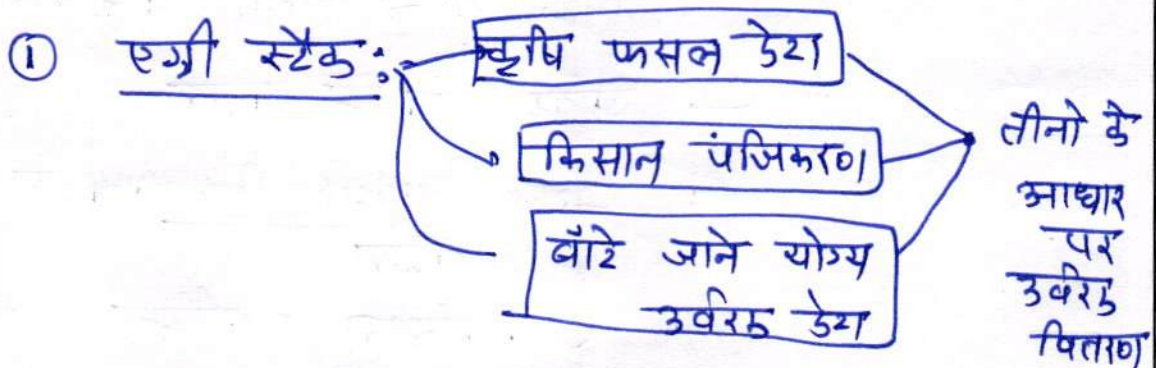 ① एग्री स्टैक:
कृषि फसल डेटा
किसान पंजिकरण
बाँटे जाने योग्य
उर्वरक डेटा
तीनो के
आधार
पर
उर्वरक
वितरण